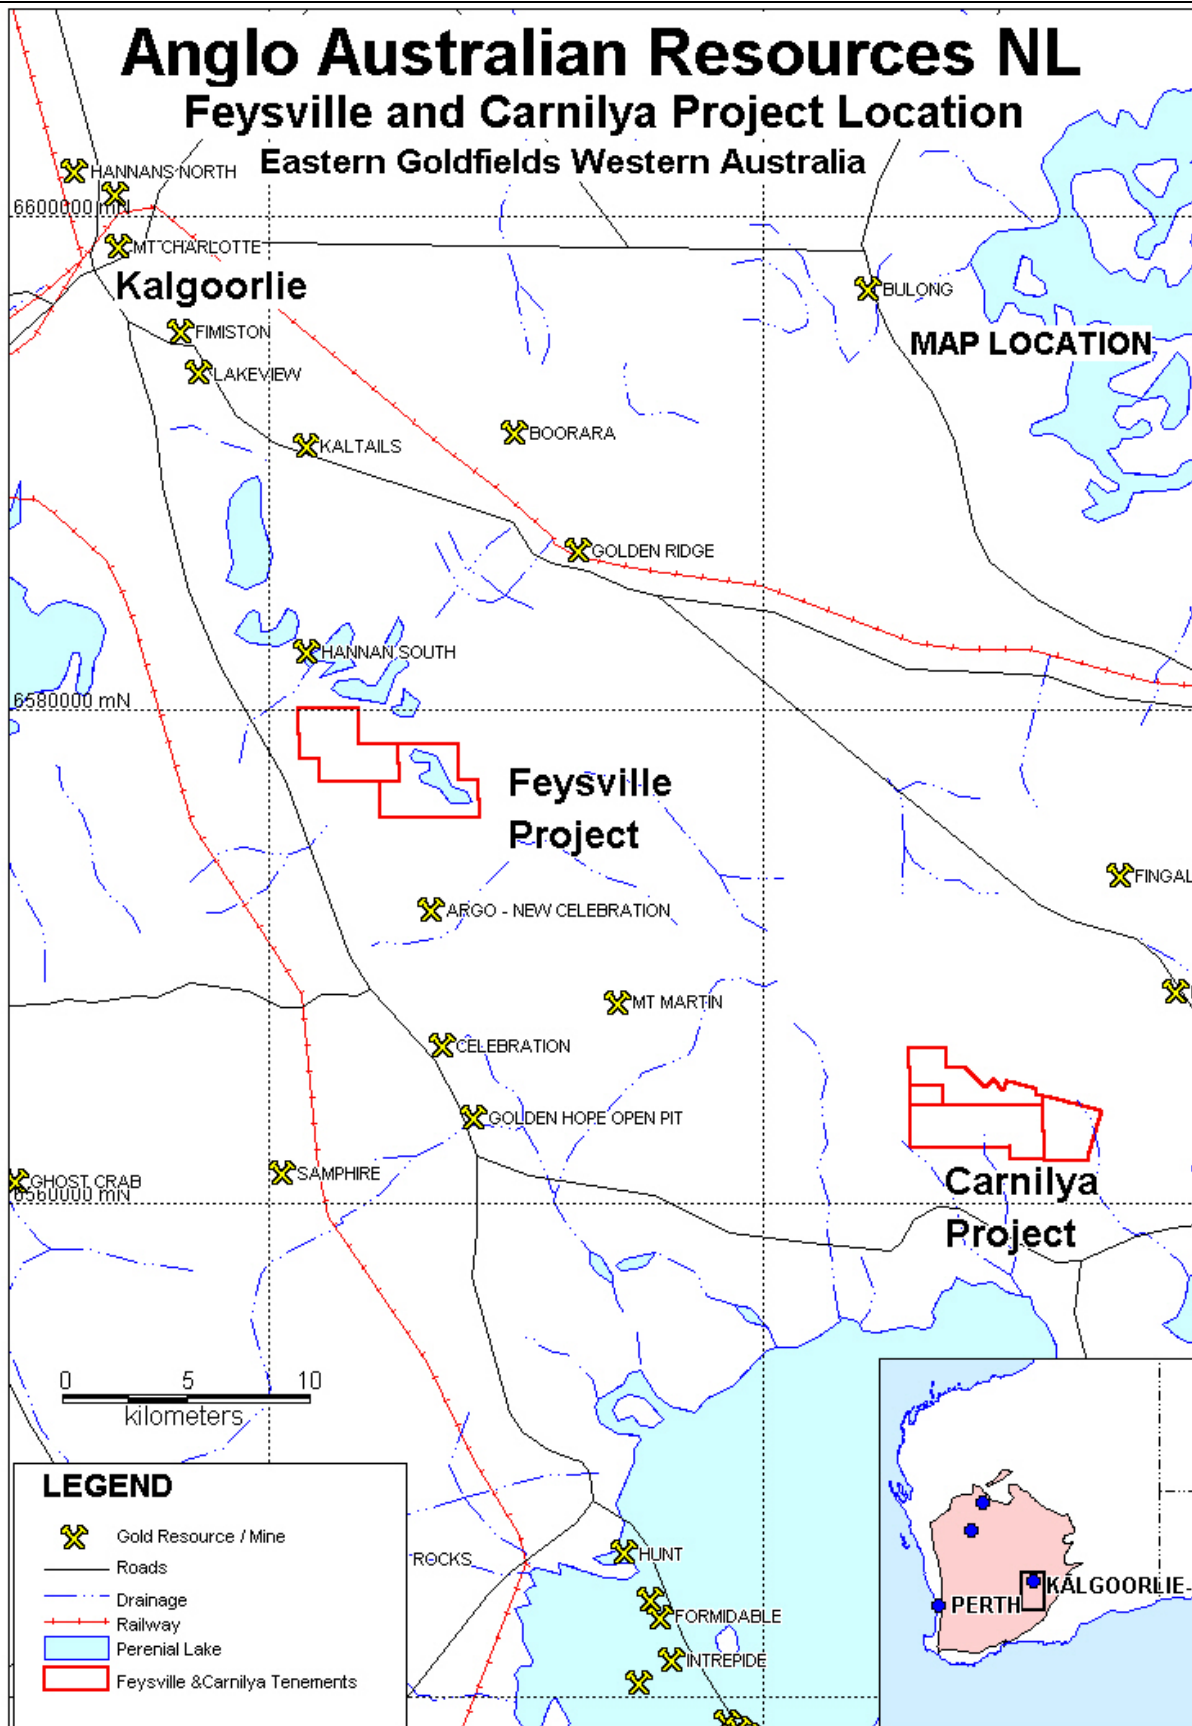 Anglo Australian Resources NL
Feysville and Carnilya Project Location
Eastern Goldfields Western Australia
HANNANS NORTH
6600000 mN
MT CHARLOTTE
Kalgoorlie
BULONG
FIMISTON
MAP LOCATION
LAKEVIEW
BOORARA
KALTAILS
GOLDEN RIDGE
HANNAN SOUTH
6580000 mN
Feysville
Project
FINGAL
ARGO - NEW CELEBRATION
MT MARTIN
CELEBRATION
GOLDEN HOPE OPEN PIT
SAMPHIRE
GHOST CRAB
6560000 mN
Carnilya
Project
0 5 10
kilometers
LEGEND
Gold Resource / Mine
Roads
Drainage
Railway
Perenial Lake
Feysville &Carnilya Tenements
ROCKS
HUNT
FORMIDABLE
INTREPIDE
KALGOORLIE
PERTH